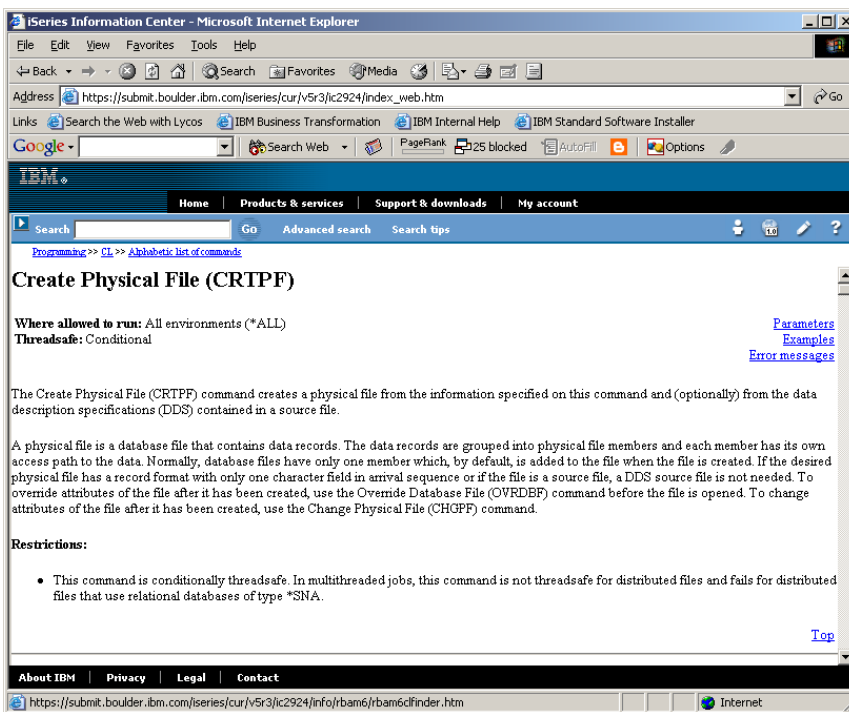 iSeries Information Center - Microsoft Internet Explorer
File Edit View Favorites Tools Help
Back Search Favorites Media
Address https://submit.boulder.ibm.com/iseries/cur/v5r3/ic2924/index_web.htm Go
Links Search the Web with Lycos IBM Business Transformation IBM Internal Help IBM Standard Software Installer
Google Search Web PageRank 25 blocked AutoFill Options
IBM
Home Products & services Support & downloads My account
Search Go Advanced search Search tips 1.0 ?
Programming >> CL >> Alphabetic list of commands
Create Physical File (CRTPF)
Where allowed to run: All environments (*ALL)
Threadsafe: Conditional
Parameters
Examples
Error messages
The Create Physical File (CRTPF) command creates a physical file from the information specified on this command and (optionally) from the data
description specifications (DDS) contained in a source file.
A physical file is a database file that contains data records. The data records are grouped into physical file members and each member has its own
access path to the data. Normally, database files have only one member which, by default, is added to the file when the file is created. If the desired
physical file has a record format with only one character field in arrival sequence or if the file is a source file, a DDS source file is not needed. To
override attributes of the file after it has been created, use the Override Database File (OVRDBF) command before the file is opened. To change
attributes of the file after it has been created, use the Change Physical File (CHGPF) command.
Restrictions:
• This command is conditionally threadsafe. In multithreaded jobs, this command is not threadsafe for distributed files and fails for distributed
files that use relational databases of type *SNA.
Top
About IBM Privacy Legal Contact
https://submit.boulder.ibm.com/iseries/cur/v5r3/ic2924/info/rbam6/rbam6clfinder.htm Internet